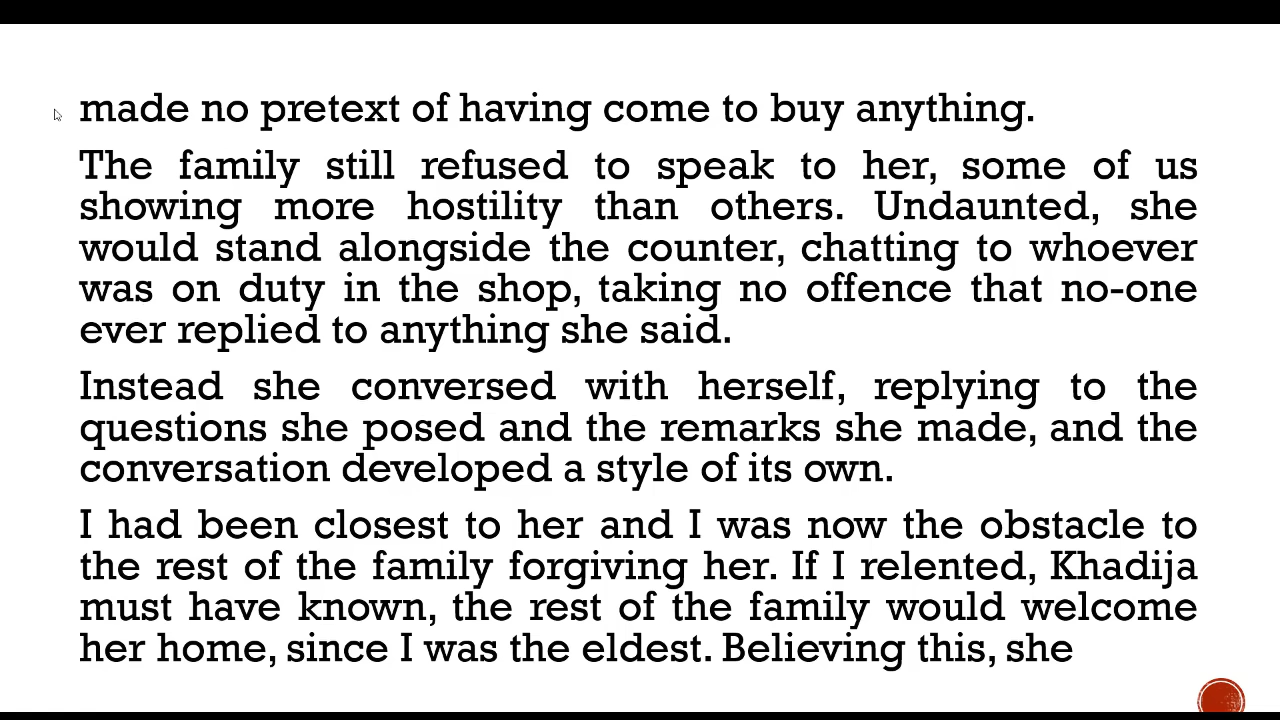 made no pretext of having come to buy anything.
The family still refused to speak to her, some of us
showing more hostility than others. Undaunted, she
would stand alongside the counter, chatting to whoever
was on duty in the shop, taking no offence that no-one
ever replied to anything she said.
Instead she conversed with herself, replying to the
questions she posed and the remarks she made, and the
conversation developed a style of its own.
I had been closest to her and I was now the obstacle to
the rest of the family forgiving her. If I relented, Khadija
must have known, the rest of the family would welcome
her home, since I was the eldest. Believing this, she